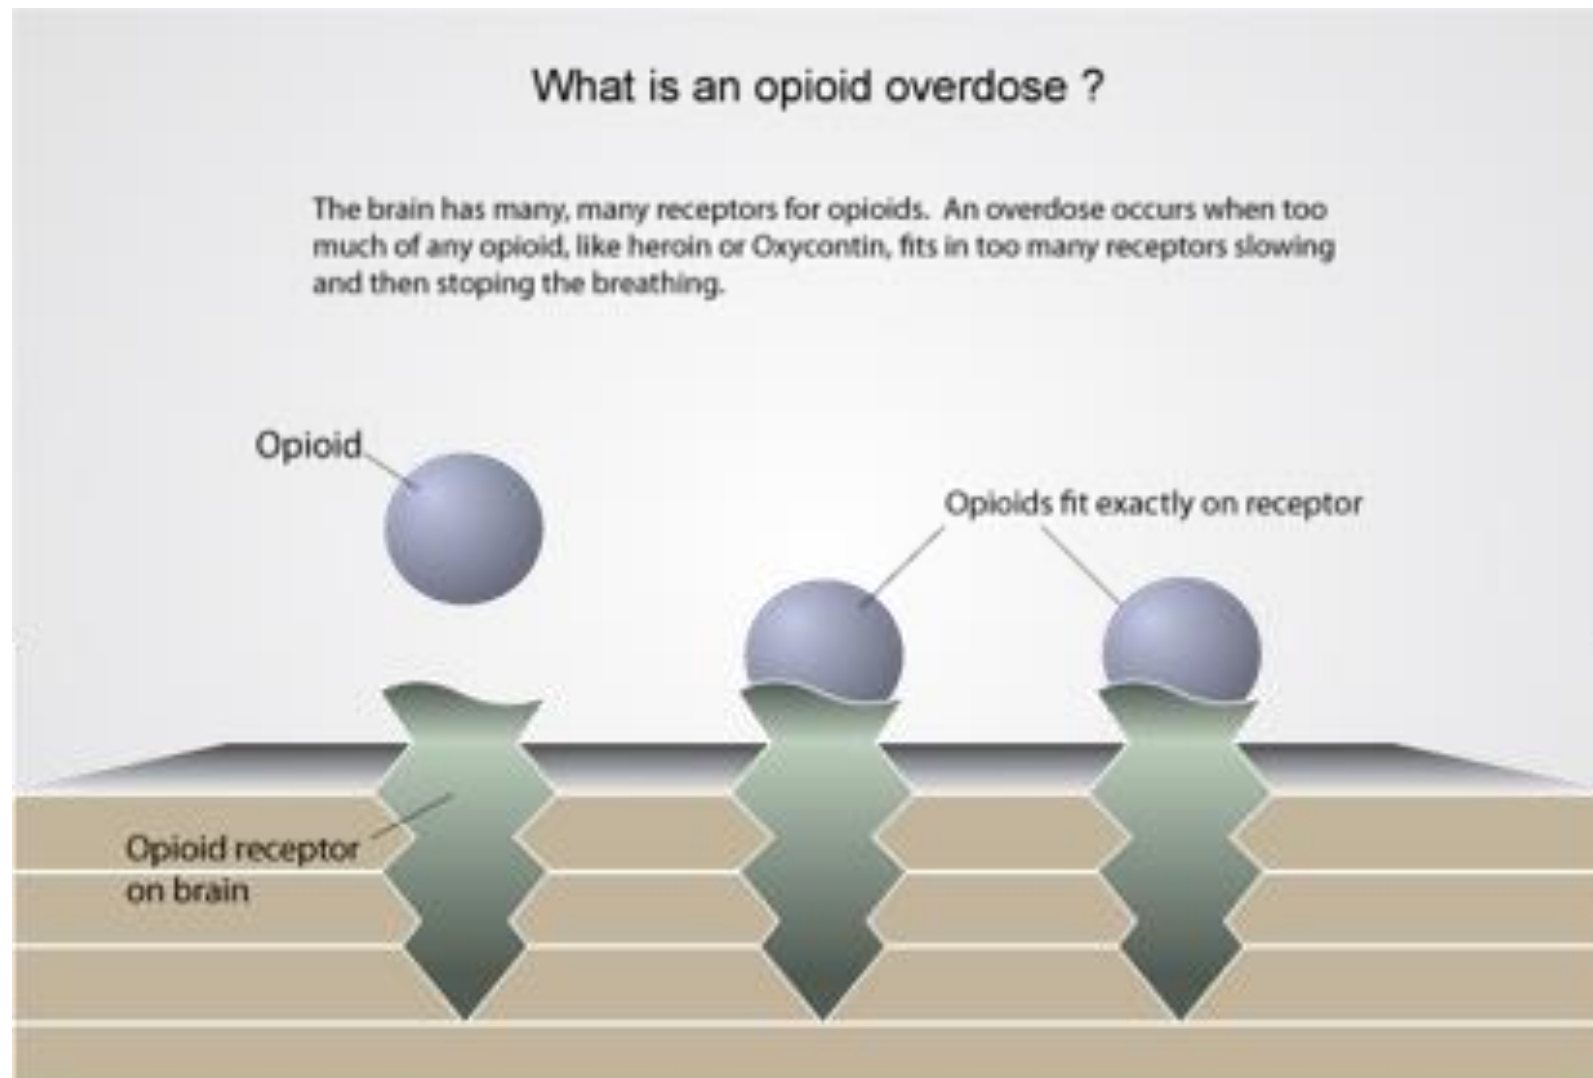 What is an opioid overdose ?
The brain has many, many receptors for opioids. An overdose occurs when too
much of any opioid, like heroin or Oxycontin, fits in too many receptors slowing
and then stoping the breathing.
Opioid
Opioids fit exactly on receptor
Opioid receptor
on brain